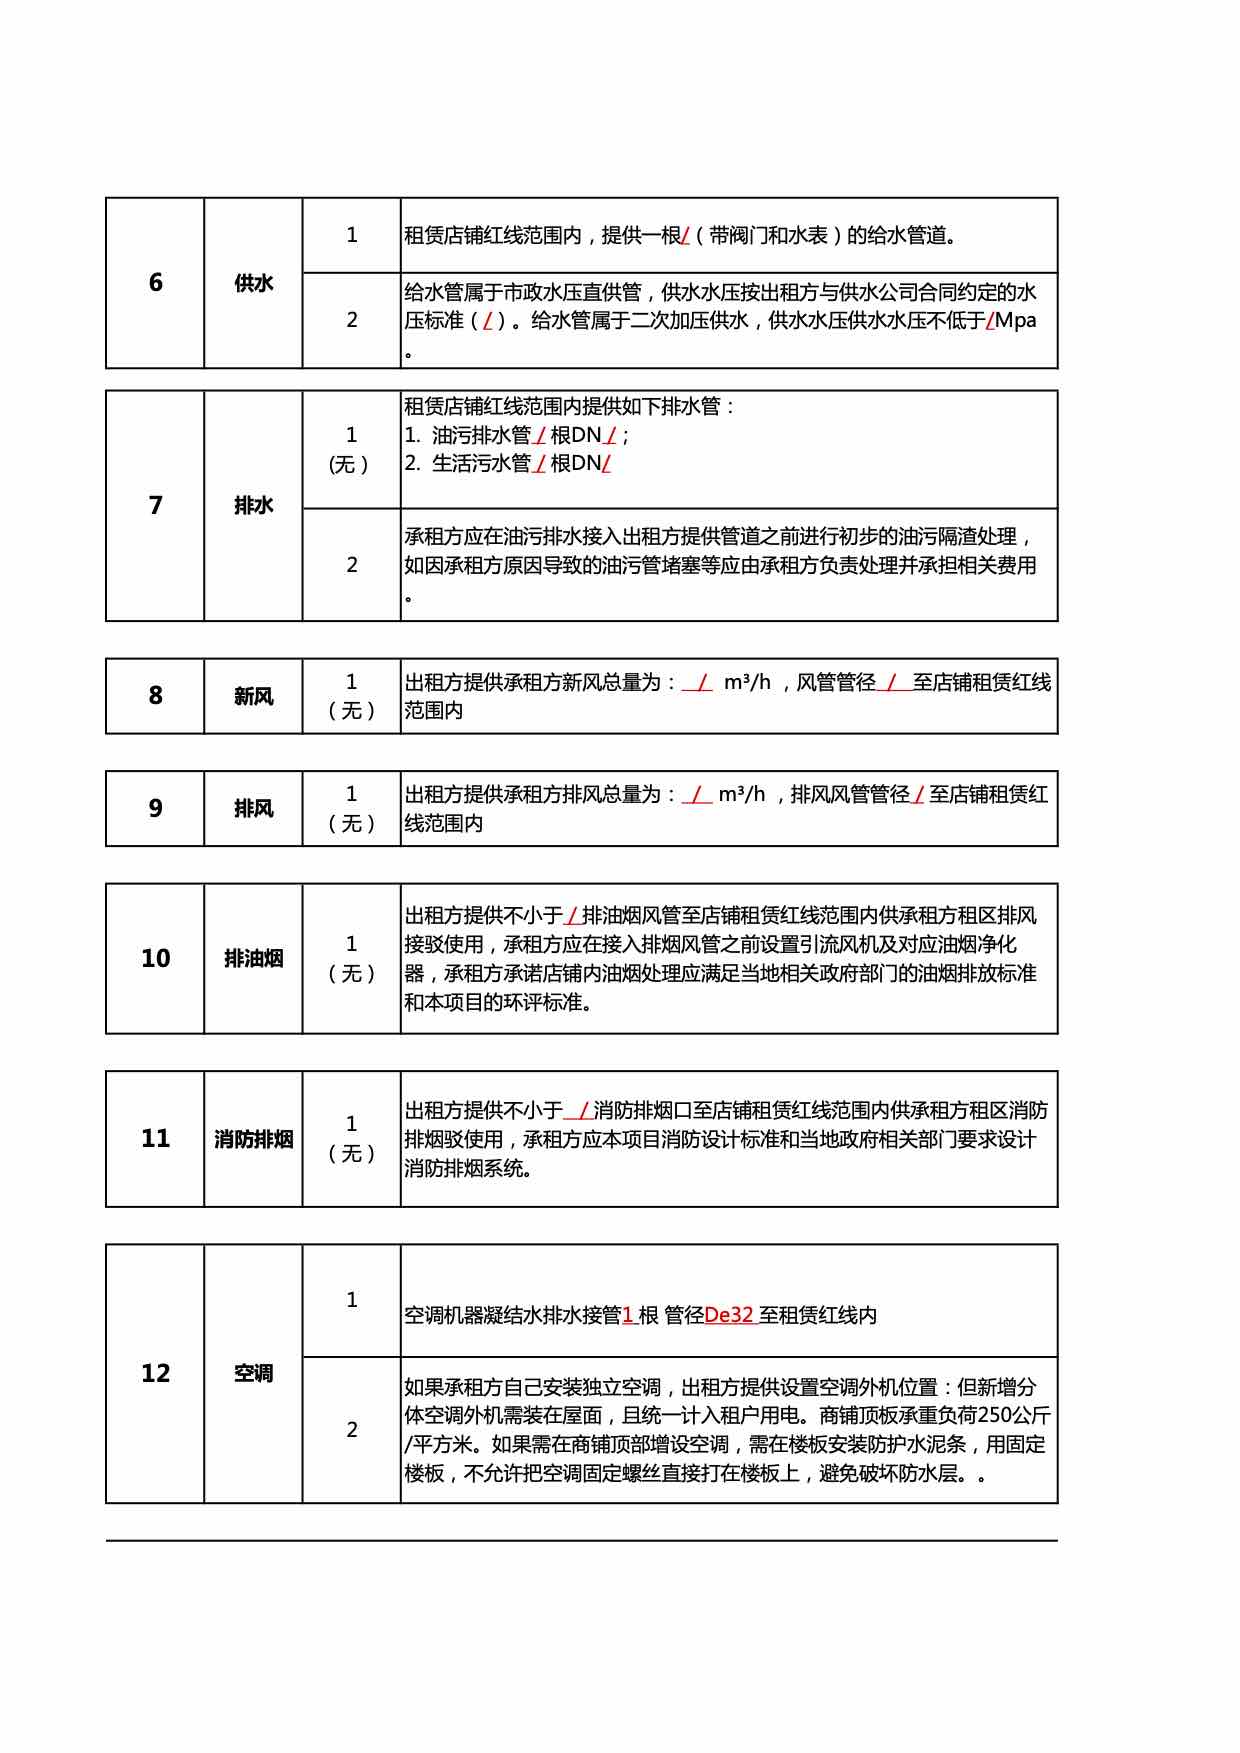 6
供水
1
租赁店铺红线范围内，提供一根/（带阀门和水表）的给水管道。
2
给水管属于市政水压直供管，供水水压按出租方与供水公司合同约定的水
压标准（/）。给水管属于二次加压供水，供水水压供水水压不低于/Mpa
。
7
排水
1
(无）
租赁店铺红线范围内提供如下排水管：
1. 油污排水管 / 根DN /；
2. 生活污水管 / 根DN/
2
承租方应在油污排水接入出租方提供管道之前进行初步的油污隔渣处理，
如因承租方原因导致的油污管堵塞等应由承租方负责处理并承担相关费用
。
8
新风
1
（无）
出租方提供承租方新风总量为： / m³/h ，风管管径 / 至店铺租赁红线
范围内
9
排风
1
（无）
出租方提供承租方排风总量为： / m³/h ，排风风管管径 / 至店铺租赁红
线范围内
10
排油烟
1
（无）
出租方提供不小于 / 排油烟风管至店铺租赁红线范围内供承租方租区排风
接驳使用，承租方应在接入排烟风管之前设置引流风机及对应油烟净化
器，承租方承诺店铺内油烟处理应满足当地相关政府部门的油烟排放标准
和本项目的环评标准。
11
消防排烟
1
（无）
出租方提供不小于 / 消防排烟口至店铺租赁红线范围内供承租方租区消防
排烟驳使用，承租方应本项目消防设计标准和当地政府相关部门要求设计
消防排烟系统。
12
空调
1
空调机器凝结水排水接管1 根 管径De32 至租赁红线内
2
如果承租方自己安装独立空调，出租方提供设置空调外机位置：但新增分
体空调外机需装在屋面，且统一计入租户用电。商铺顶板承重负荷250公斤
/平方米。如果需在商铺顶部增设空调，需在楼板安装防护水泥条，用固定
楼板，不允许把空调固定螺丝直接打在楼板上，避免破坏防水层。。